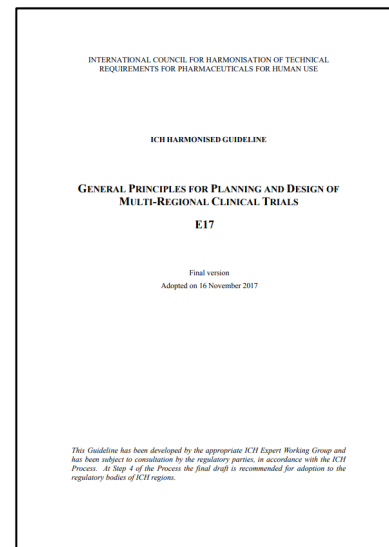 INTERNATIONAL COUNCIL FOR HARMONISATION OF TECHNICAL
REQUIREMENTS FOR PHARMACEUTICALS FOR HUMAN USE
ICH HARMONISED GUIDELINE
GENERAL PRINCIPLES FOR PLANNING AND DESIGN OF
MULTI-REGIONAL CLINICAL TRIALS
E17
Final version
Adopted on 16 November 2017
This Guideline has been developed by the appropriate ICH Expert Working Group and
has been subject to consultation by the regulatory parties, in accordance with the ICH
Process. At Step 4 of the Process the final draft is recommended for adoption to the
regulatory bodies of ICH regions.